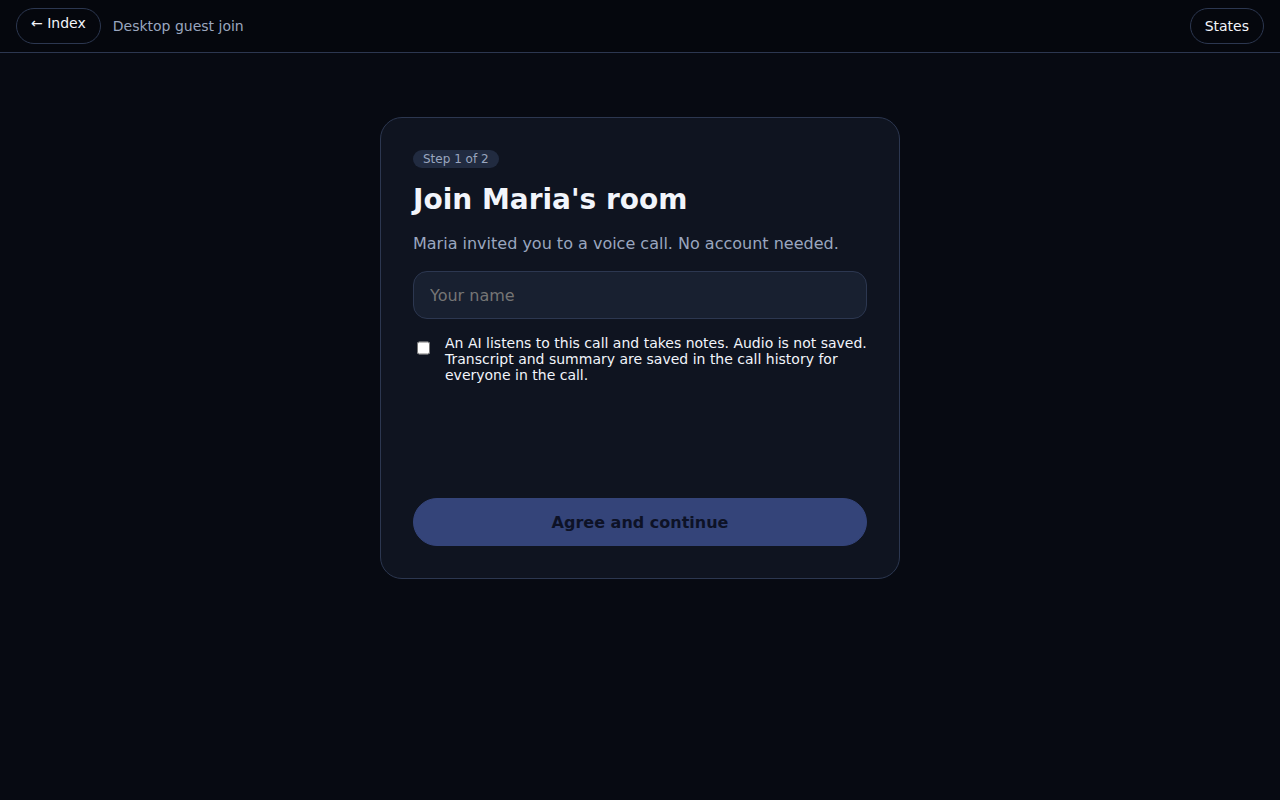 ← Index
Desktop guest join
States
Step 1 of 2
Join Maria's room
Maria invited you to a voice call. No account needed.
Your name
An AI listens to this call and takes notes. Audio is not saved.
Transcript and summary are saved in the call history for
everyone in the call.
Agree and continue